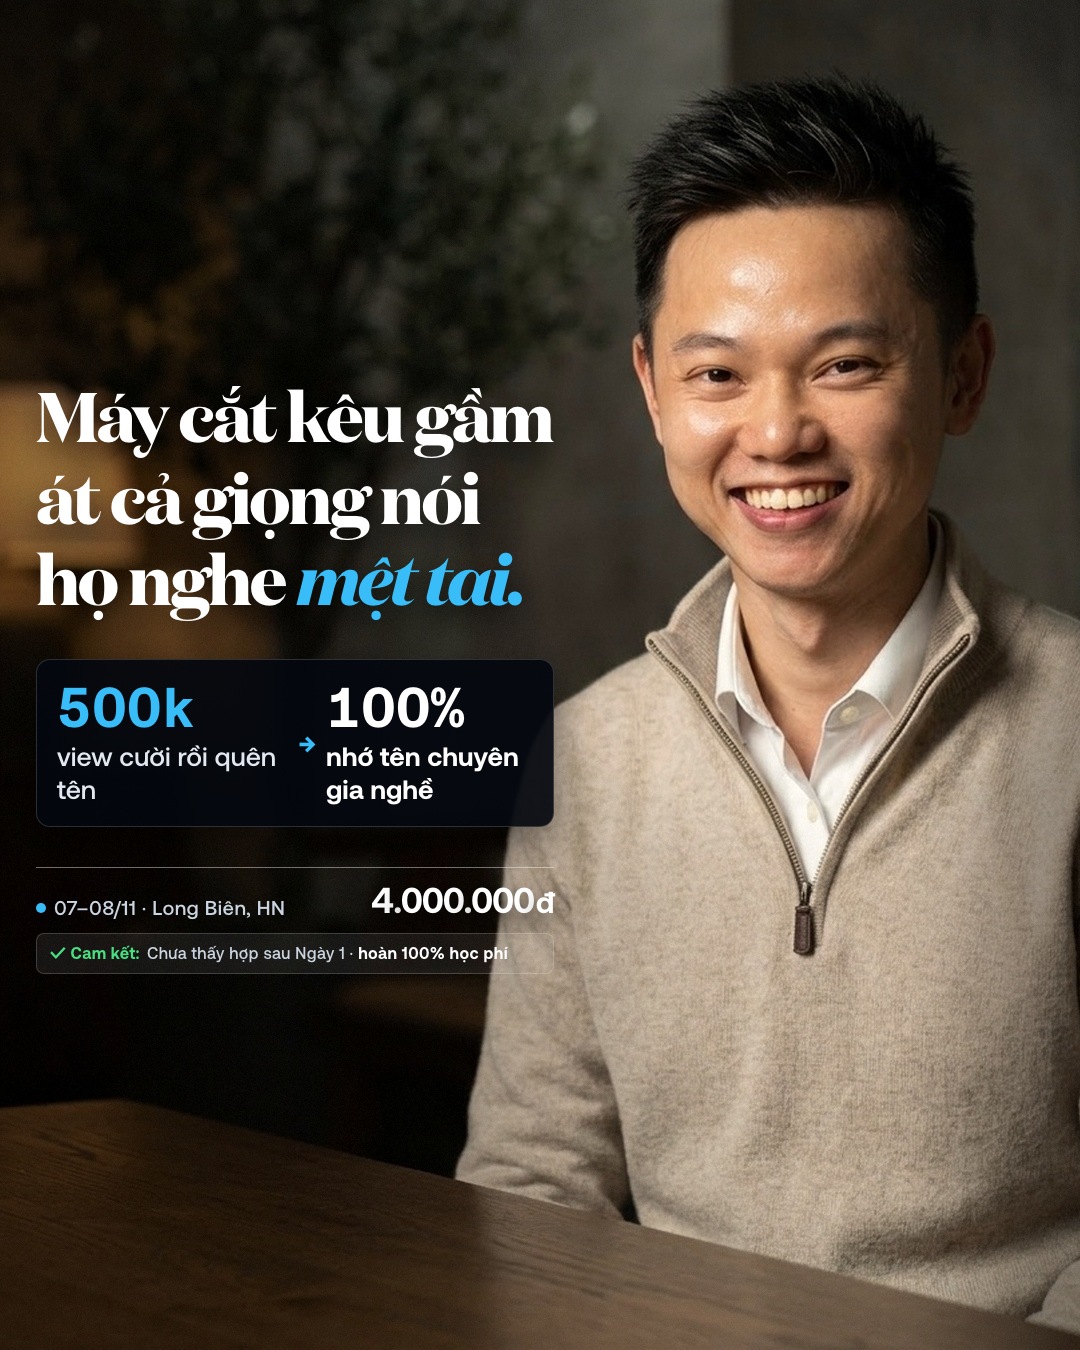 Máy cắt kêu gầm
át cả giọng nói
họ nghe mệt tai.
500k
view cười rồi quên
tên
→
100%
nhớ tên chuyên
gia nghề
07–08/11 · Long Biên, HN
4.000.000đ
✓ Cam kết: Chưa thấy hợp sau Ngày 1 · hoàn 100% học phí